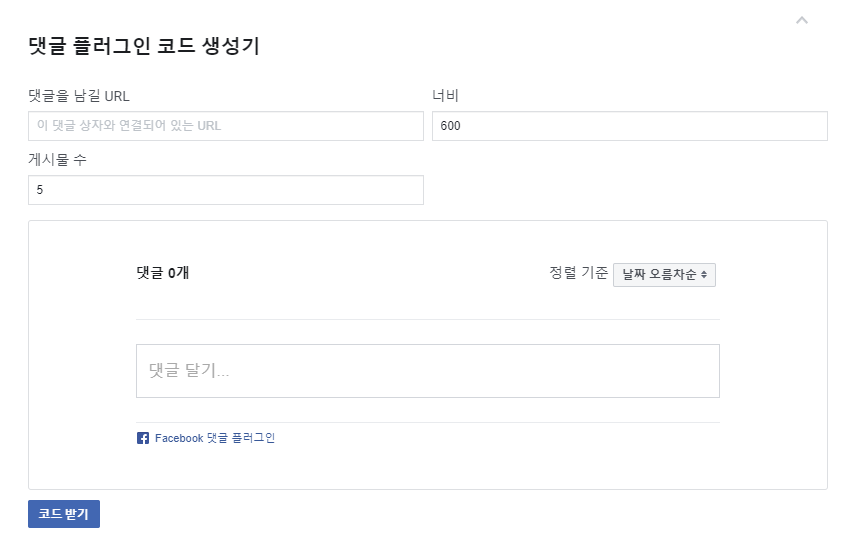 댓글 플러그인 코드 생성기
댓글을 남길 URL
너비
이 댓글 상자와 연결되어 있는 URL
600
게시물 수
5
댓글 0개
정렬 기준 날짜 오름차순
댓글 달기...
Facebook 댓글 플러그인
코드 받기